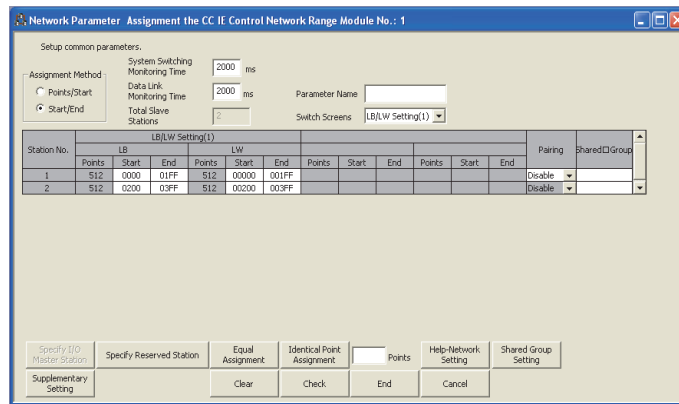 Network Parameter Assignment the CC IE Control Network Range Module No.: 1
Setup common parameters.
Assignment Method
Points/Start
Start/End
System Switching
Monitoring Time
2000 ms
Data Link
Monitoring Time
2000 ms
Total Slave
Stations
2
Parameter Name
Switch Screens LB/LW Setting(1)
Station No. LB/LW Setting(1) Pairing Shared□Group
LB LW
Points Start End Points Start End Points Start End Points Start End
1 512 0000 01FF 512 00000 001FF Disable
2 512 0200 03FF 512 00200 003FF Disable
Specify I/O
Master Station
Specify Reserved Station
Equal
Assignment
Identical Point
Assignment
Points
Help-Network
Setting
Shared Group
Setting
Supplementary
Setting
Clear
Check
End
Cancel